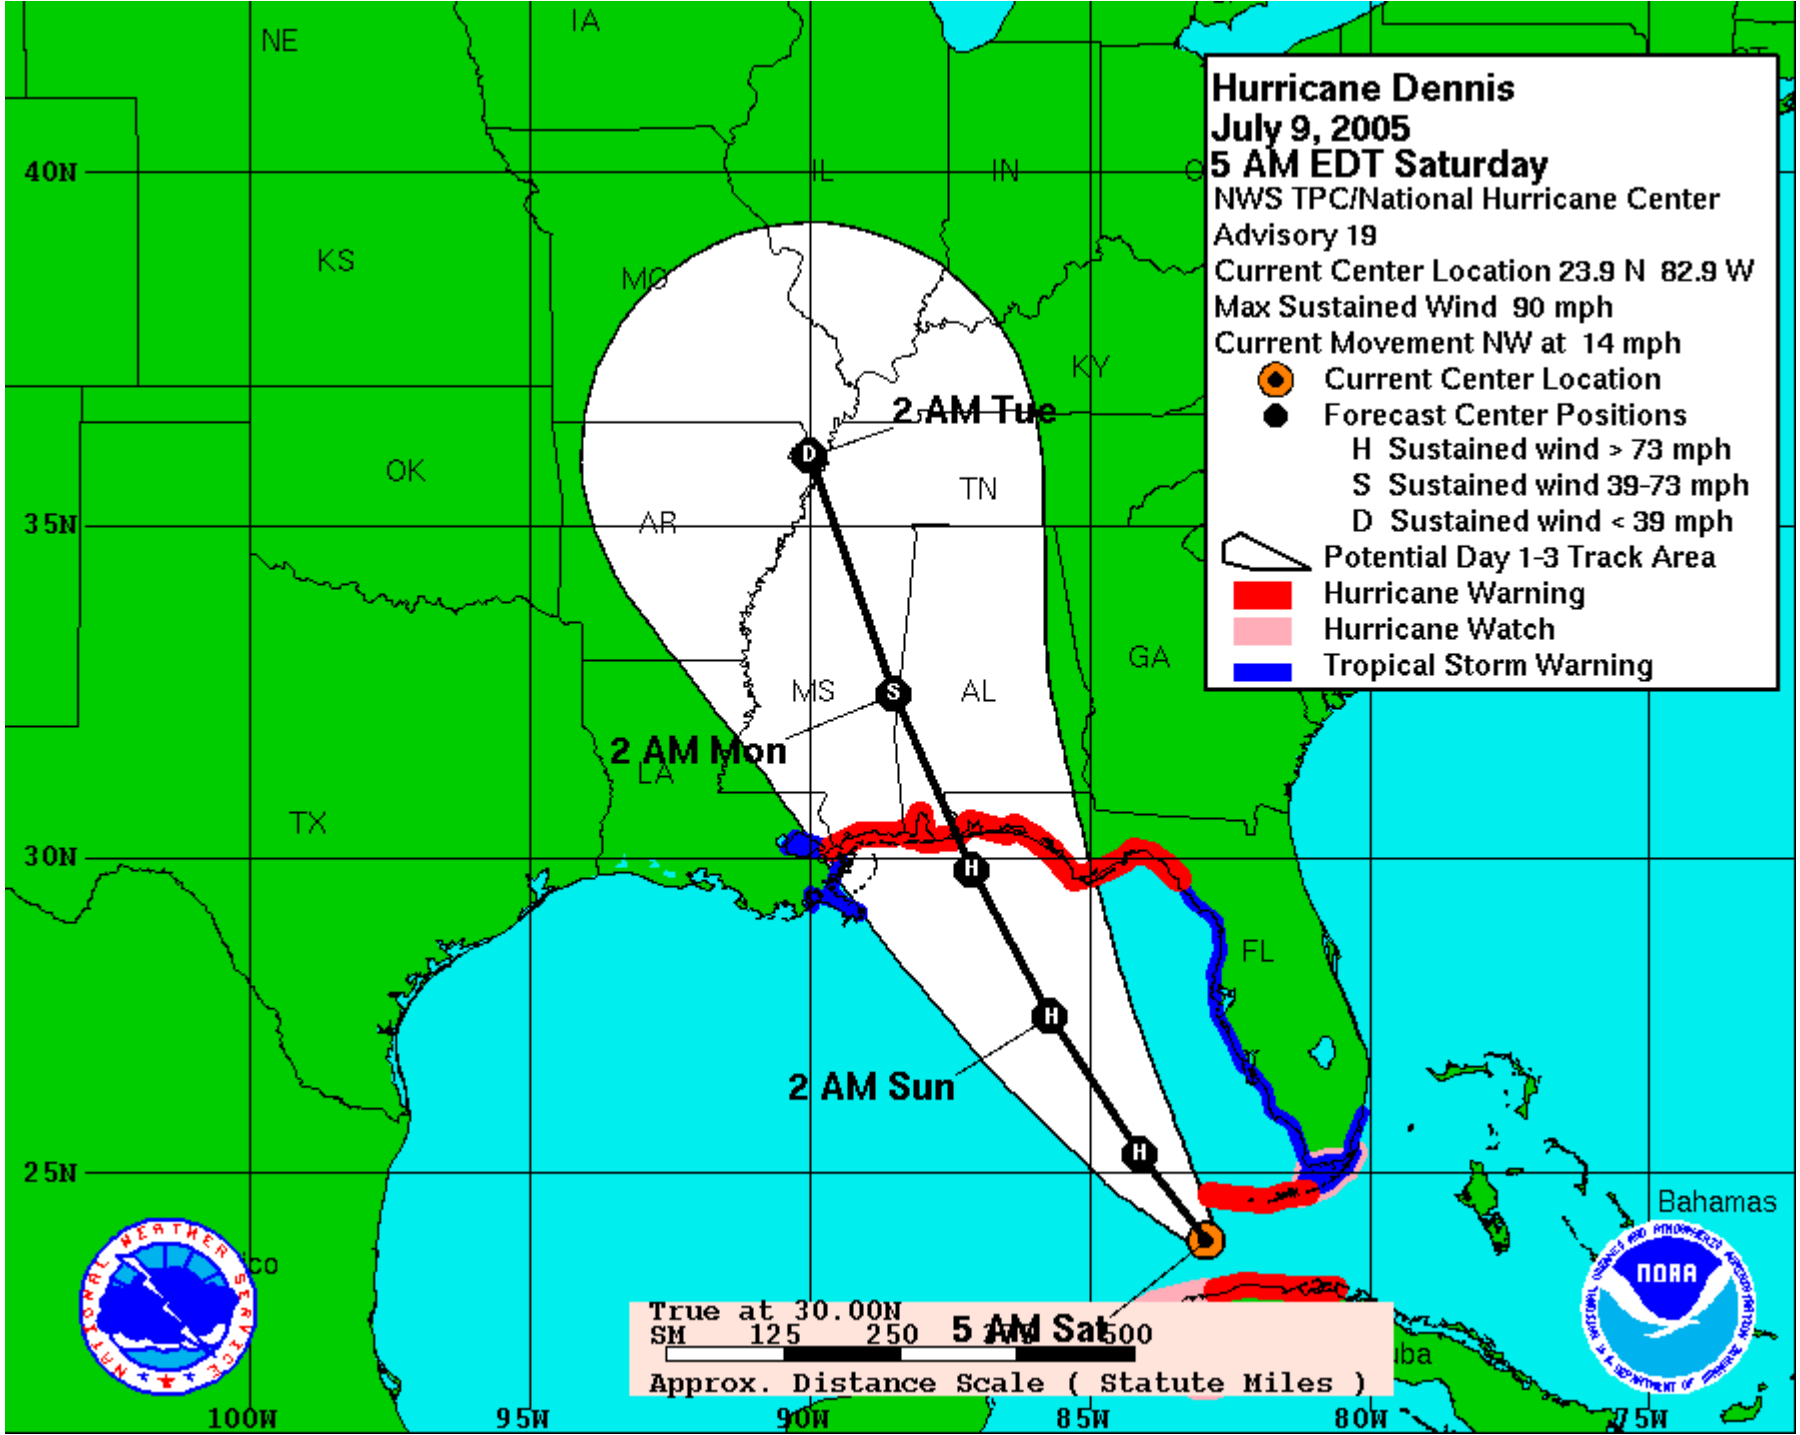 NE
IA
Hurricane Dennis
July 9, 2005
5 AM EDT Saturday
NWS TPC/National Hurricane Center
Advisory 19
Current Center Location 23.9 N 82.9 W
Max Sustained Wind 90 mph
Current Movement NW at 14 mph
Current Center Location
Forecast Center Positions
H Sustained wind > 73 mph
S Sustained wind 39-73 mph
D Sustained wind < 39 mph
Potential Day 1-3 Track Area
Hurricane Warning
Hurricane Watch
Tropical Storm Warning
40N
IL
IN
KS
MO
KY
2 AM Tue
D
OK
TN
35N
AR
GA
MS
S
AL
2 AM Mon
LA
TX
30N
H
FL
H
2 AM Sun
H
25N
Bahamas
NATIONAL WEATHER SERVICE
ico
NOAA
True at 30.00N
SM 125 250 500
5 AM Sat
uba
Approx. Distance Scale ( Statute Miles )
100W 95W 90W 85W 80W 75W